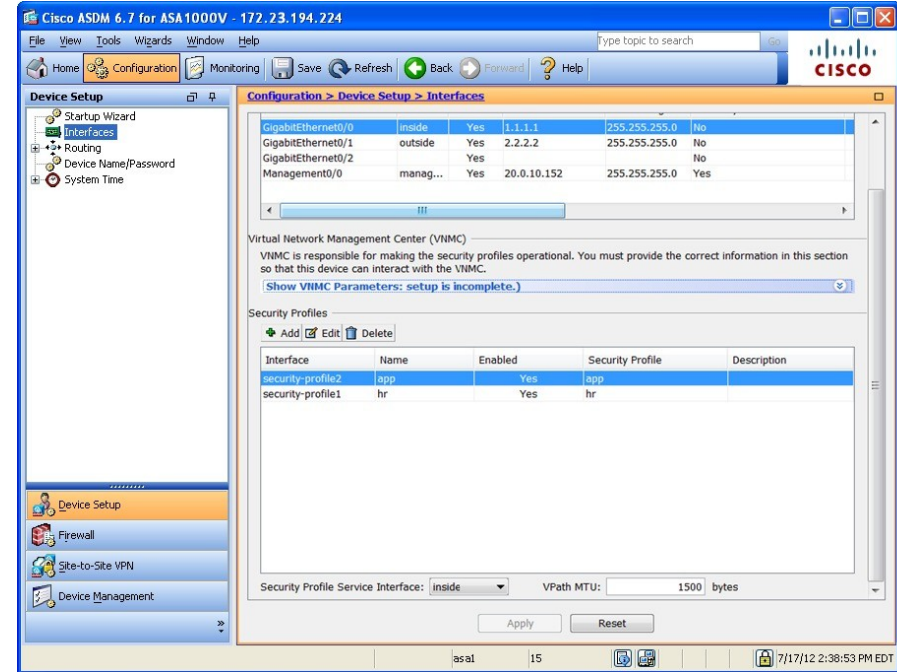 Cisco ASDM 6.7 for ASA1000V - 172.23.194.224
File View Tools Wizards Window Help
Type topic to search Go
Home Configuration Monitoring Save Refresh Back Forward Help
CISCO
Device Setup
Startup Wizard
Interfaces
Routing
Device Name/Password
System Time
Device Setup
Firewall
Site-to-Site VPN
Device Management
Configuration > Device Setup > Interfaces
GigabitEthernet0/0 inside Yes 1.1.1.1 255.255.255.0 No
GigabitEthernet0/1 outside Yes 2.2.2.2 255.255.255.0 No
GigabitEthernet0/2 Yes No
Management0/0 manag... Yes 20.0.10.152 255.255.255.0 Yes
Virtual Network Management Center (VNMC)
VNMC is responsible for making the security profiles operational. You must provide the correct information in this section
so that this device can interact with the VNMC.
Show VNMC Parameters: setup is incomplete.)
Security Profiles
Add Edit Delete
Interface Name Enabled Security Profile Description
security-profile2 app Yes app
security-profile1 hr Yes hr
Security Profile Service Interface: inside VPath MTU: 1500 bytes
Apply Reset
asa1 15 7/17/12 2:38:53 PM EDT